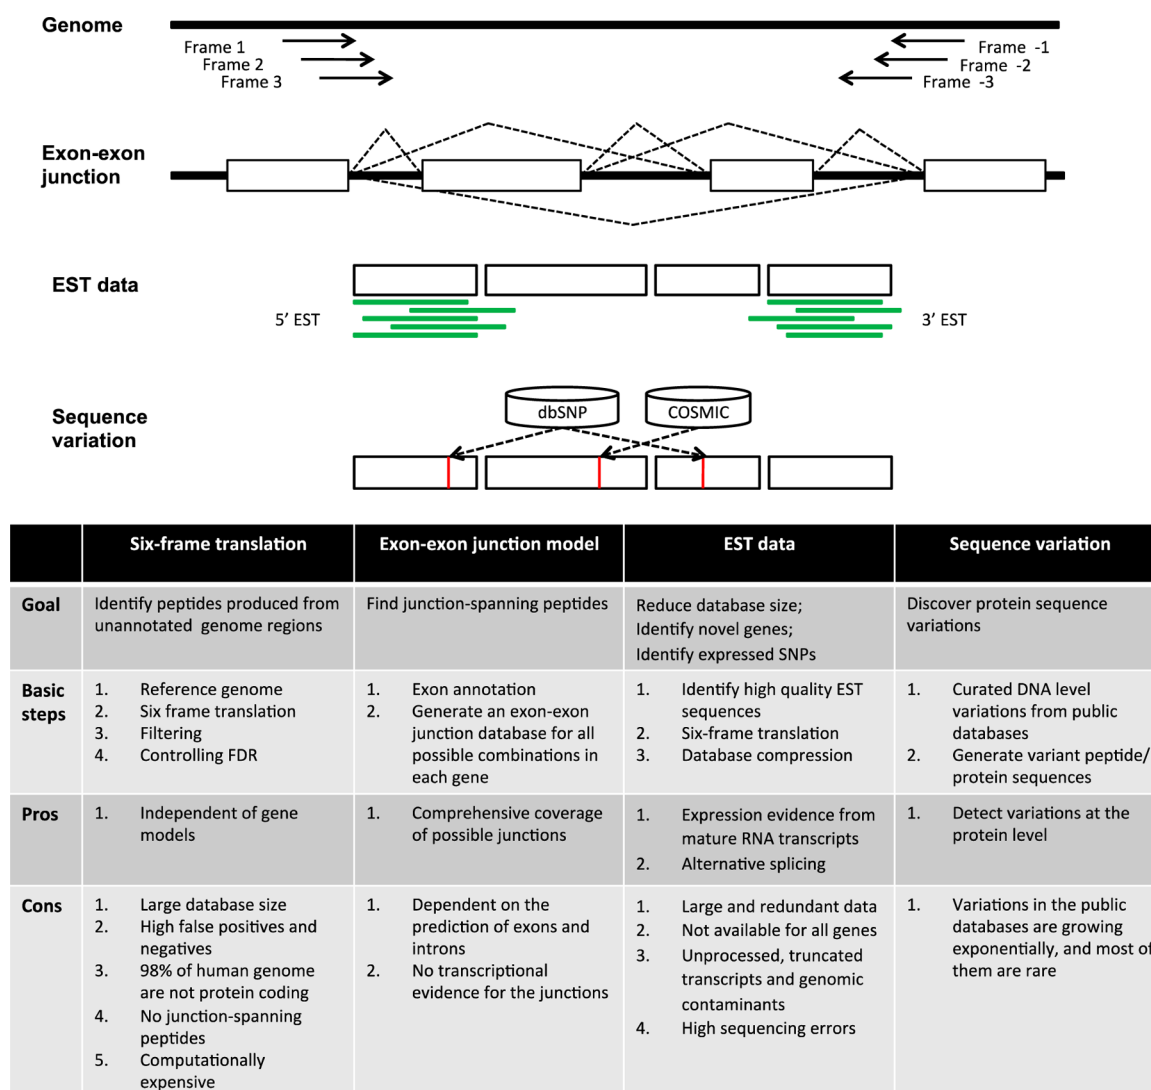 Genome
Frame 1
Frame 2
Frame 3
Frame -1
Frame -2
Frame -3
Exon-exon
junction
EST data
5' EST
3' EST
Sequence
variation
dbSNP
COSMIC
Six-frame translation
Exon-exon junction model
EST data
Sequence variation
Goal
Identify peptides produced from
unannotated genome regions
Find junction-spanning peptides
Reduce database size;
Identify novel genes;
Identify expressed SNPs
Discover protein sequence
variations
Basic
steps
1. Reference genome
2. Six frame translation
3. Filtering
4. Controlling FDR
1. Exon annotation
2. Generate an exon-exon
junction database for all
possible combinations in
each gene
1. Identify high quality EST
sequences
2. Six-frame translation
3. Database compression
1. Curated DNA level
variations from public
databases
2. Generate variant peptide/
protein sequences
Pros
1. Independent of gene
models
1. Comprehensive coverage
of possible junctions
1. Expression evidence from
mature RNA transcripts
2. Alternative splicing
1. Detect variations at the
protein level
Cons
1. Large database size
2. High false positives and
negatives
3. 98% of human genome
are not protein coding
4. No junction-spanning
peptides
5. Computationally
expensive
1. Dependent on the
prediction of exons and
introns
2. No transcriptional
evidence for the junctions
1. Large and redundant data
2. Not available for all genes
3. Unprocessed, truncated
transcripts and genomic
contaminants
4. High sequencing errors
1. Variations in the public
databases are growing
exponentially, and most of
them are rare